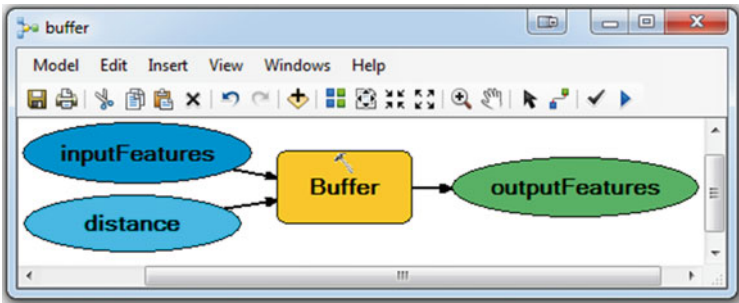 buffer
Model Edit Insert View Windows Help
inputFeatures
distance
Buffer
outputFeatures